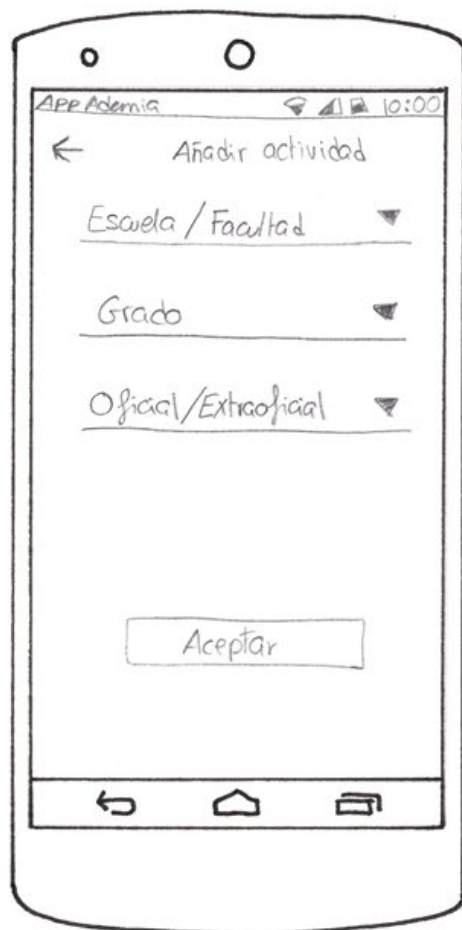 App Ademia 10:00
Añadir actividad
Escuela / Facultad
Grado
Oficial/Extraoficial
Aceptar